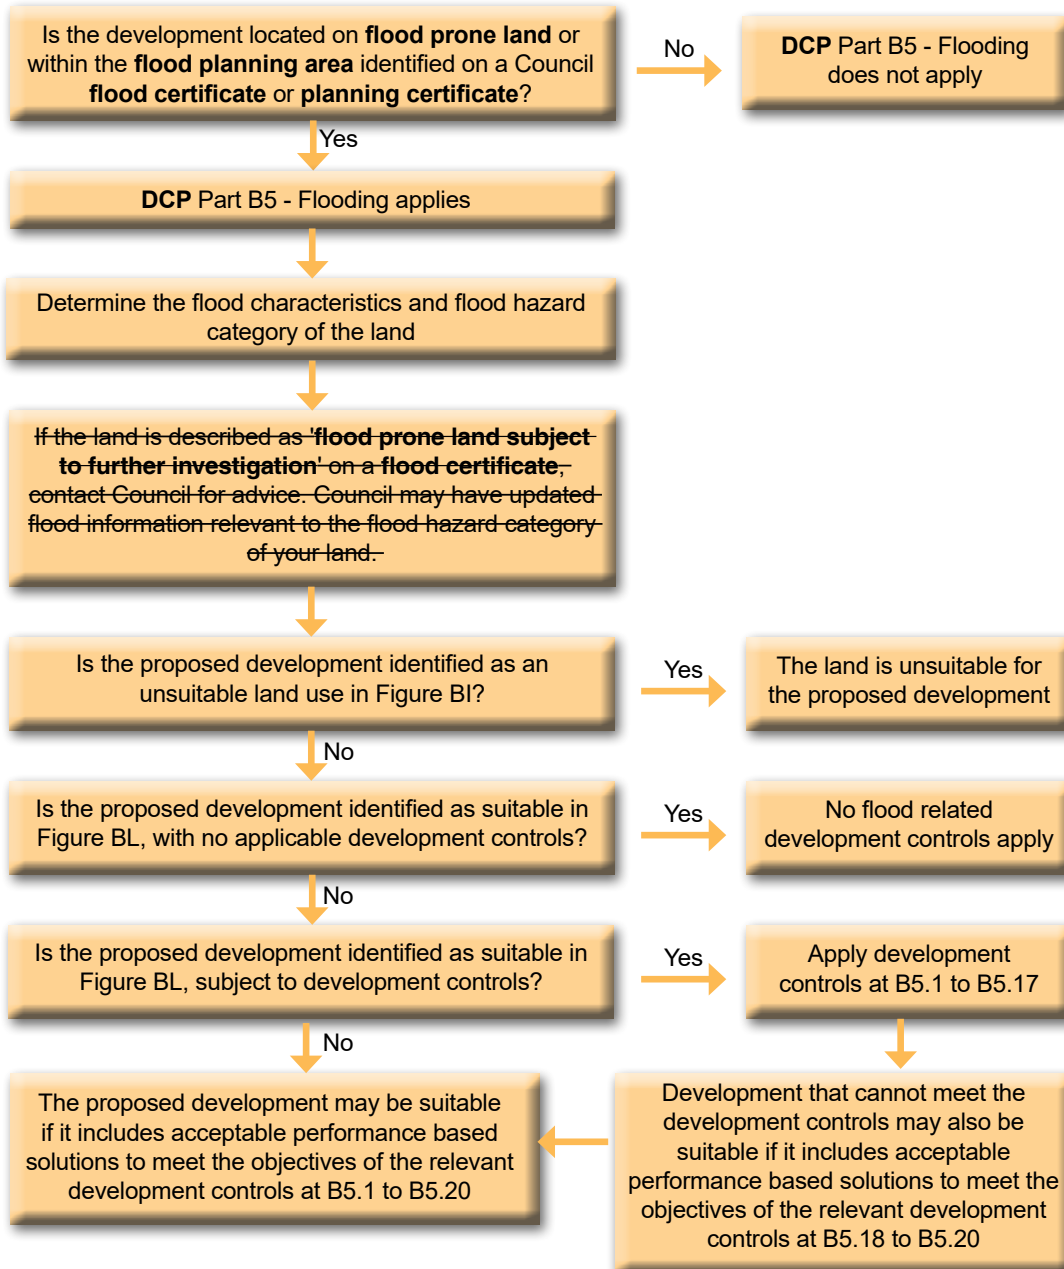 Is the development located on flood prone land or
within the flood planning area identified on a Council
flood certificate or planning certificate?
No
DCP Part B5 - Flooding
does not apply
Yes
DCP Part B5 - Flooding applies
Determine the flood characteristics and flood hazard
category of the land
If the land is described as 'flood prone land subject
to further investigation' on a flood certificate,
contact Council for advice. Council may have updated
flood information relevant to the flood hazard category
of your land.
Is the proposed development identified as an
unsuitable land use in Figure BI?
Yes
The land is unsuitable for
the proposed development
No
Is the proposed development identified as suitable in
Figure BL, with no applicable development controls?
Yes
No flood related
development controls apply
No
Is the proposed development identified as suitable in
Figure BL, subject to development controls?
Yes
Apply development
controls at B5.1 to B5.17
No
The proposed development may be suitable
if it includes acceptable performance based
solutions to meet the objectives of the relevant
development controls at B5.1 to B5.20
Development that cannot meet the
development controls may also be
suitable if it includes acceptable
performance based solutions to meet the
objectives of the relevant development
controls at B5.18 to B5.20